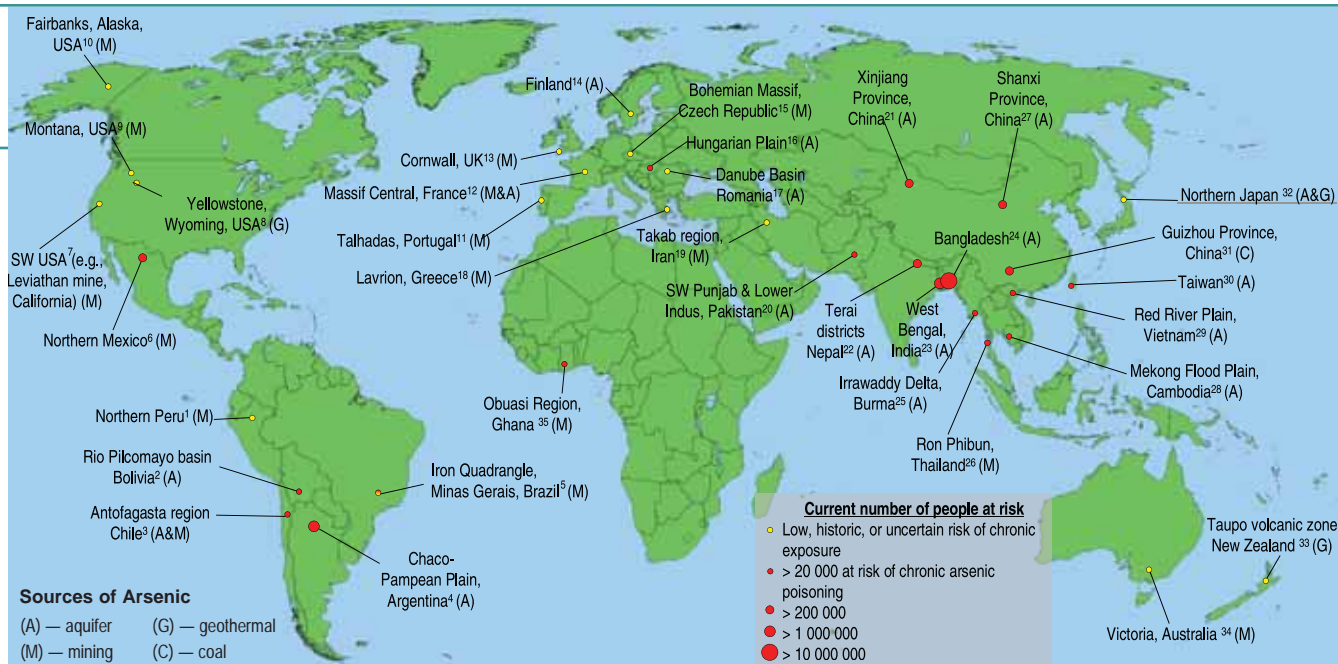 Fairbanks, Alaska,
USA¹⁰ (M)
Montana, USA⁹ (M)
Yellowstone,
Wyoming, USA⁸ (G)
SW USA⁷(e.g.,
Leviathan mine,
California) (M)
Northern Mexico⁶ (M)
Northern Peru¹ (M)
Rio Pilcomayo basin
Bolivia² (A)
Antofagasta region
Chile³ (A&M)
Chaco-
Pampean Plain,
Argentina⁴ (A)
Iron Quadrangle,
Minas Gerais, Brazil⁵ (M)
Finland¹⁴ (A)
Bohemian Massif,
Czech Republic¹⁵ (M)
Hungarian Plain¹⁶ (A)
Cornwall, UK¹³ (M)
Massif Central, France¹² (M&A)
Danube Basin
Romania¹⁷ (A)
Talhadas, Portugal¹¹ (M)
Lavrion, Greece¹⁸ (M)
Takab region,
Iran¹⁹ (M)
SW Punjab & Lower
Indus, Pakistan²⁰ (A)
Obuasi Region,
Ghana ³⁵ (M)
Xinjiang
Province,
China²¹ (A)
Shanxi
Province,
China²⁷ (A)
Northern Japan ³² (A&G)
Bangladesh²⁴ (A)
Guizhou Province,
China³¹ (C)
Taiwan³⁰ (A)
Terai
districts
Nepal²² (A)
West
Bengal,
India²³ (A)
Red River Plain,
Vietnam²⁹ (A)
Irrawaddy Delta,
Burma²⁵ (A)
Mekong Flood Plain,
Cambodia²⁸ (A)
Ron Phibun,
Thailand²⁶ (M)
Taupo volcanic zone
New Zealand ³³ (G)
Victoria, Australia ³⁴ (M)
Sources of Arsenic
(A) — aquifer (G) — geothermal
(M) — mining (C) — coal
Current number of people at risk
Low, historic, or uncertain risk of chronic
exposure
> 20 000 at risk of chronic arsenic
poisoning
> 200 000
> 1 000 000
> 10 000 000